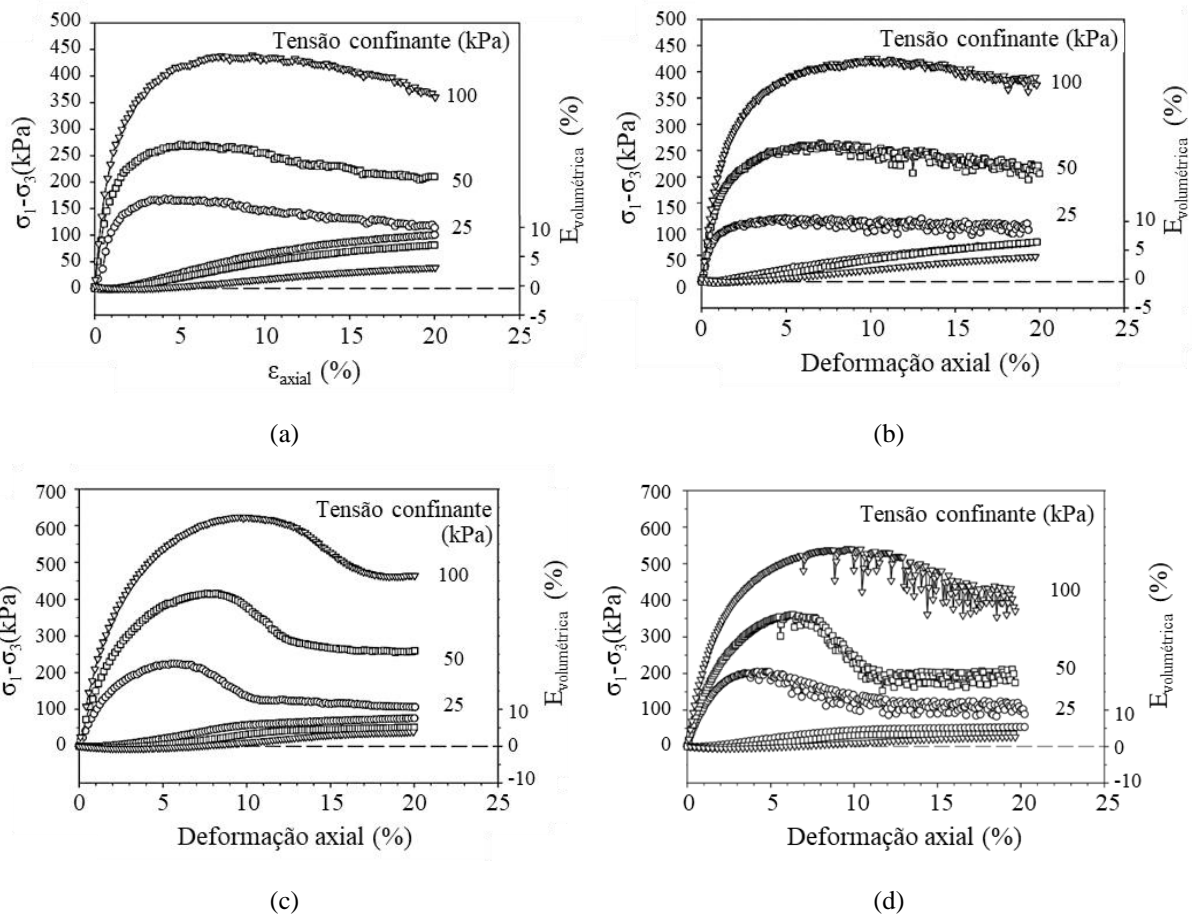 500
450
400
350
300
250
200
150
100
50
0
σ₁-σ₃(kPa)
Tensão confinante (kPa)
100
50
25
10
5
0
-5
E volumétrica (%)
0 5 10 15 20 25
ε axial (%)
(a)
500
450
400
350
300
250
200
150
100
50
0
σ₁-σ₃(kPa)
Tensão confinante (kPa)
100
50
25
10
5
0
-5
E volumétrica (%)
0 5 10 15 20 25
Deformação axial (%)
(b)
700
600
500
400
300
200
100
0
σ₁-σ₃(kPa)
Tensão confinante
(kPa)
100
50
25
10
0
-10
E volumétrica (%)
0 5 10 15 20 25
Deformação axial (%)
(c)
700
600
500
400
300
200
100
0
σ₁-σ₃(kPa)
Tensão confinante (kPa)
100
50
25
10
0
-10
E volumétrica (%)
0 5 10 15 20 25
Deformação axial (%)
(d)